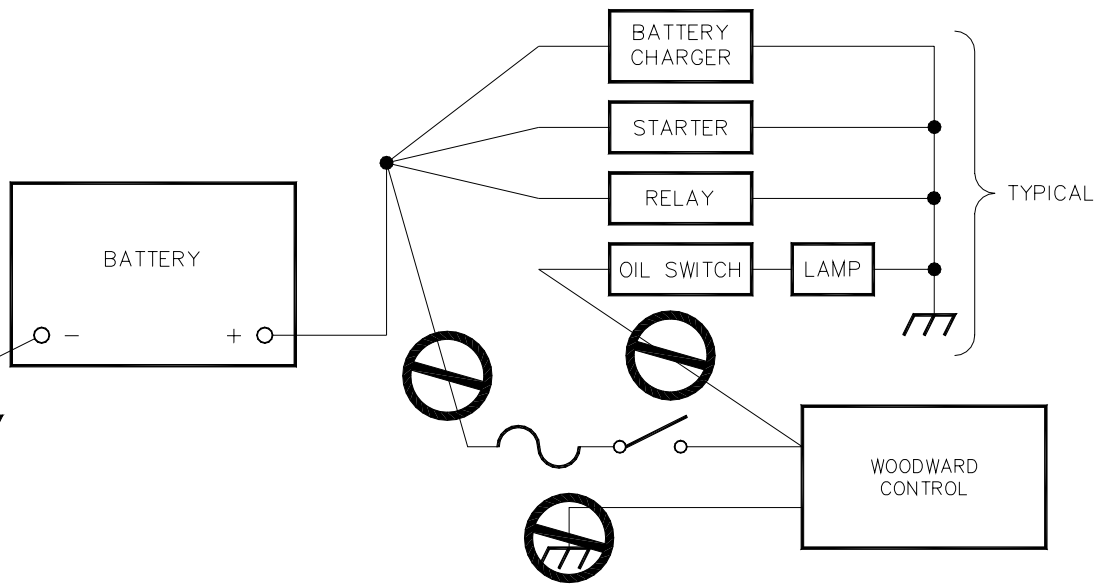 BATTERY
CHARGER
STARTER
RELAY
TYPICAL
BATTERY
OIL SWITCH
LAMP
− +
WOODWARD
CONTROL